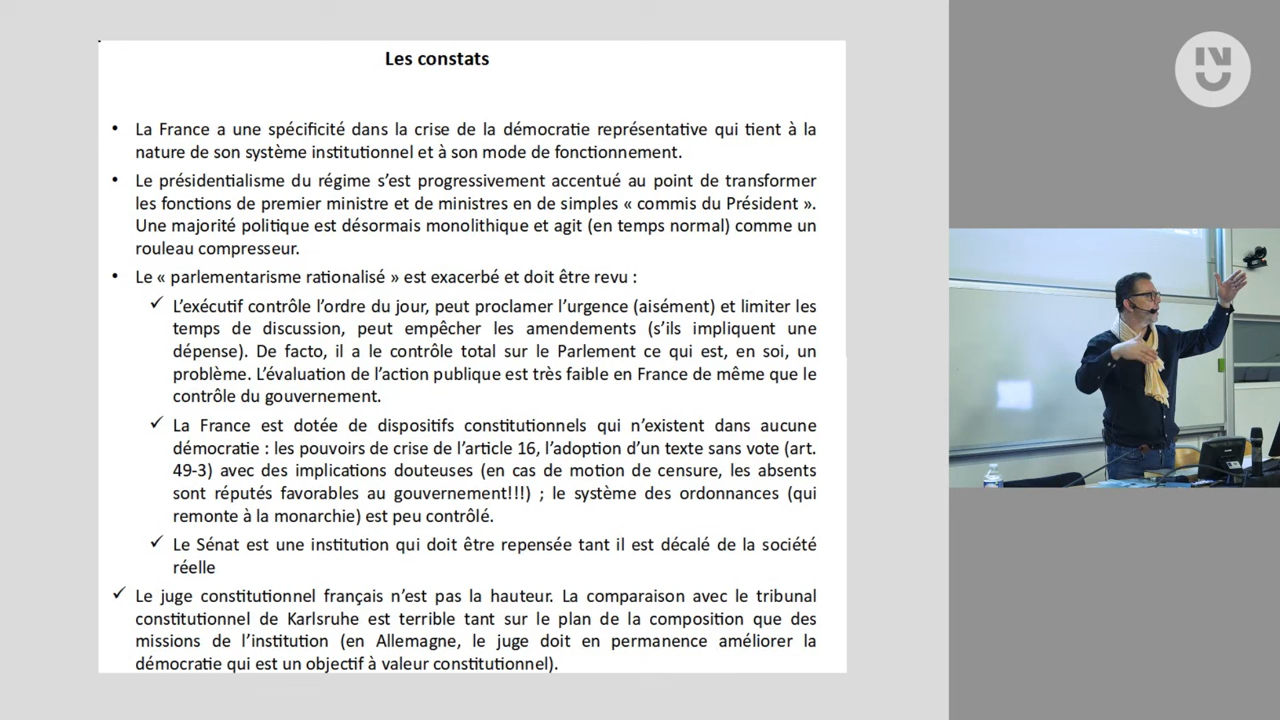 Les constats
• La France a une spécificité dans la crise de la démocratie représentative qui tient à la
nature de son système institutionnel et à son mode de fonctionnement.
• Le présidentialisme du régime s’est progressivement accentué au point de transformer
les fonctions de premier ministre et de ministres en de simples « commis du Président ».
Une majorité politique est désormais monolithique et agit (en temps normal) comme un
rouleau compresseur.
• Le « parlementarisme rationalisé » est exacerbé et doit être revu :
✓ L’exécutif contrôle l’ordre du jour, peut proclamer l’urgence (aisément) et limiter les
temps de discussion, peut empêcher les amendements (s’ils impliquent une
dépense). De facto, il a le contrôle total sur le Parlement ce qui est, en soi, un
problème. L’évaluation de l’action publique est très faible en France de même que le
contrôle du gouvernement.
✓ La France est dotée de dispositifs constitutionnels qui n’existent dans aucune
démocratie : les pouvoirs de crise de l’article 16, l’adoption d’un texte sans vote (art.
49-3) avec des implications douteuses (en cas de motion de censure, les absents
sont réputés favorables au gouvernement!!!) ; le système des ordonnances (qui
remonte à la monarchie) est peu contrôlé.
✓ Le Sénat est une institution qui doit être repensée tant il est décalé de la société
réelle
✓ Le juge constitutionnel français n’est pas la hauteur. La comparaison avec le tribunal
constitutionnel de Karlsruhe est terrible tant sur le plan de la composition que des
missions de l’institution (en Allemagne, le juge doit en permanence améliorer la
démocratie qui est un objectif à valeur constitutionnel).